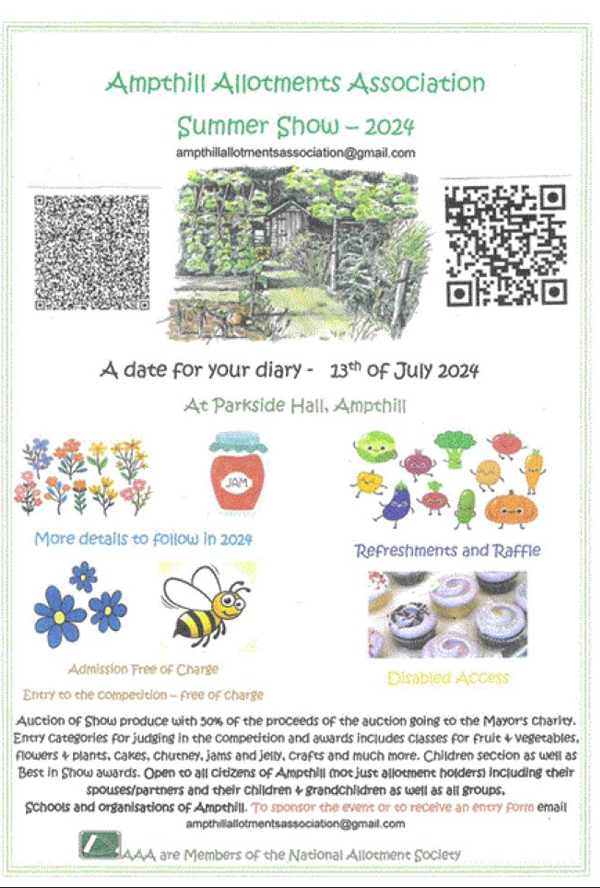 Ampthill Allotments Association
Summer Show – 2024
ampthillallotmentsassociation@gmail.com
A date for your diary - 13th of July 2024
At Parkside Hall, Ampthill
JAM
More details to follow in 2024
Refreshments and Raffle
Admission Free of Charge
Disabled Access
Entry to the competition – free of charge
Auction of Show produce with 50% of the proceeds of the auction going to the Mayor's charity.
Entry categories for judging in the competition and awards includes classes for fruit & vegetables,
flowers & plants, cakes, chutney, jams and jelly, crafts and much more. Children section as well as
Best in Show awards. Open to all citizens of Ampthill (not just allotment holders) including their
spouses/partners and their children & grandchildren as well as all groups,
Schools and organisations of Ampthill. To sponsor the event or to receive an entry form email
ampthillallotmentsassociation@gmail.com
AAA are Members of the National Allotment Society